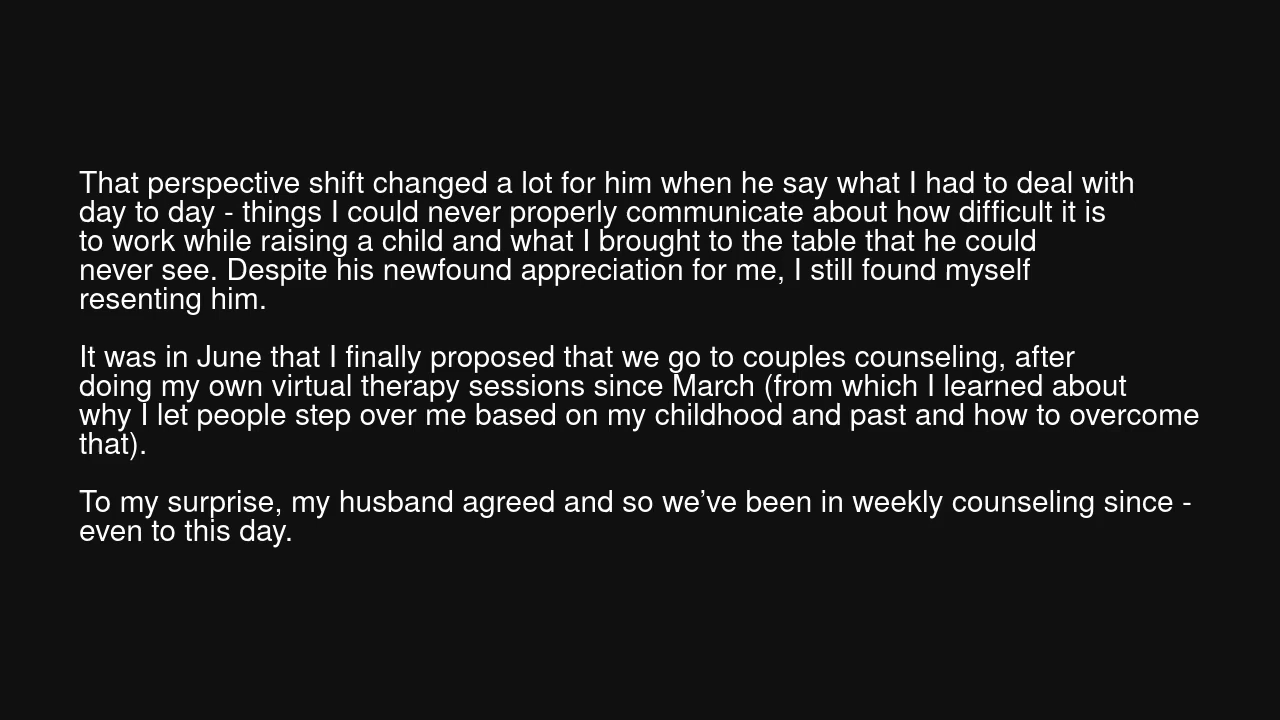 That perspective shift changed a lot for him when he say what I had to deal with
day to day - things I could never properly communicate about how difficult it is
to work while raising a child and what I brought to the table that he could
never see. Despite his newfound appreciation for me, I still found myself
resenting him.
It was in June that I finally proposed that we go to couples counseling, after
doing my own virtual therapy sessions since March (from which I learned about
why I let people step over me based on my childhood and past and how to overcome
that).
To my surprise, my husband agreed and so we’ve been in weekly counseling since -
even to this day.